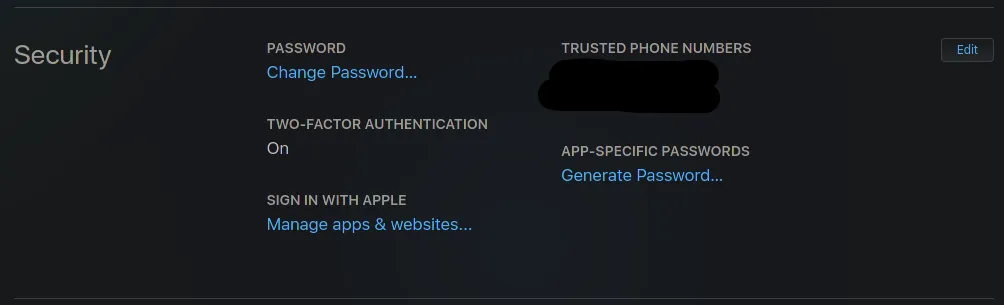 Security
PASSWORD
Change Password...
TWO-FACTOR AUTHENTICATION
On
SIGN IN WITH APPLE
Manage apps & websites...
TRUSTED PHONE NUMBERS
APP-SPECIFIC PASSWORDS
Generate Password...
Edit